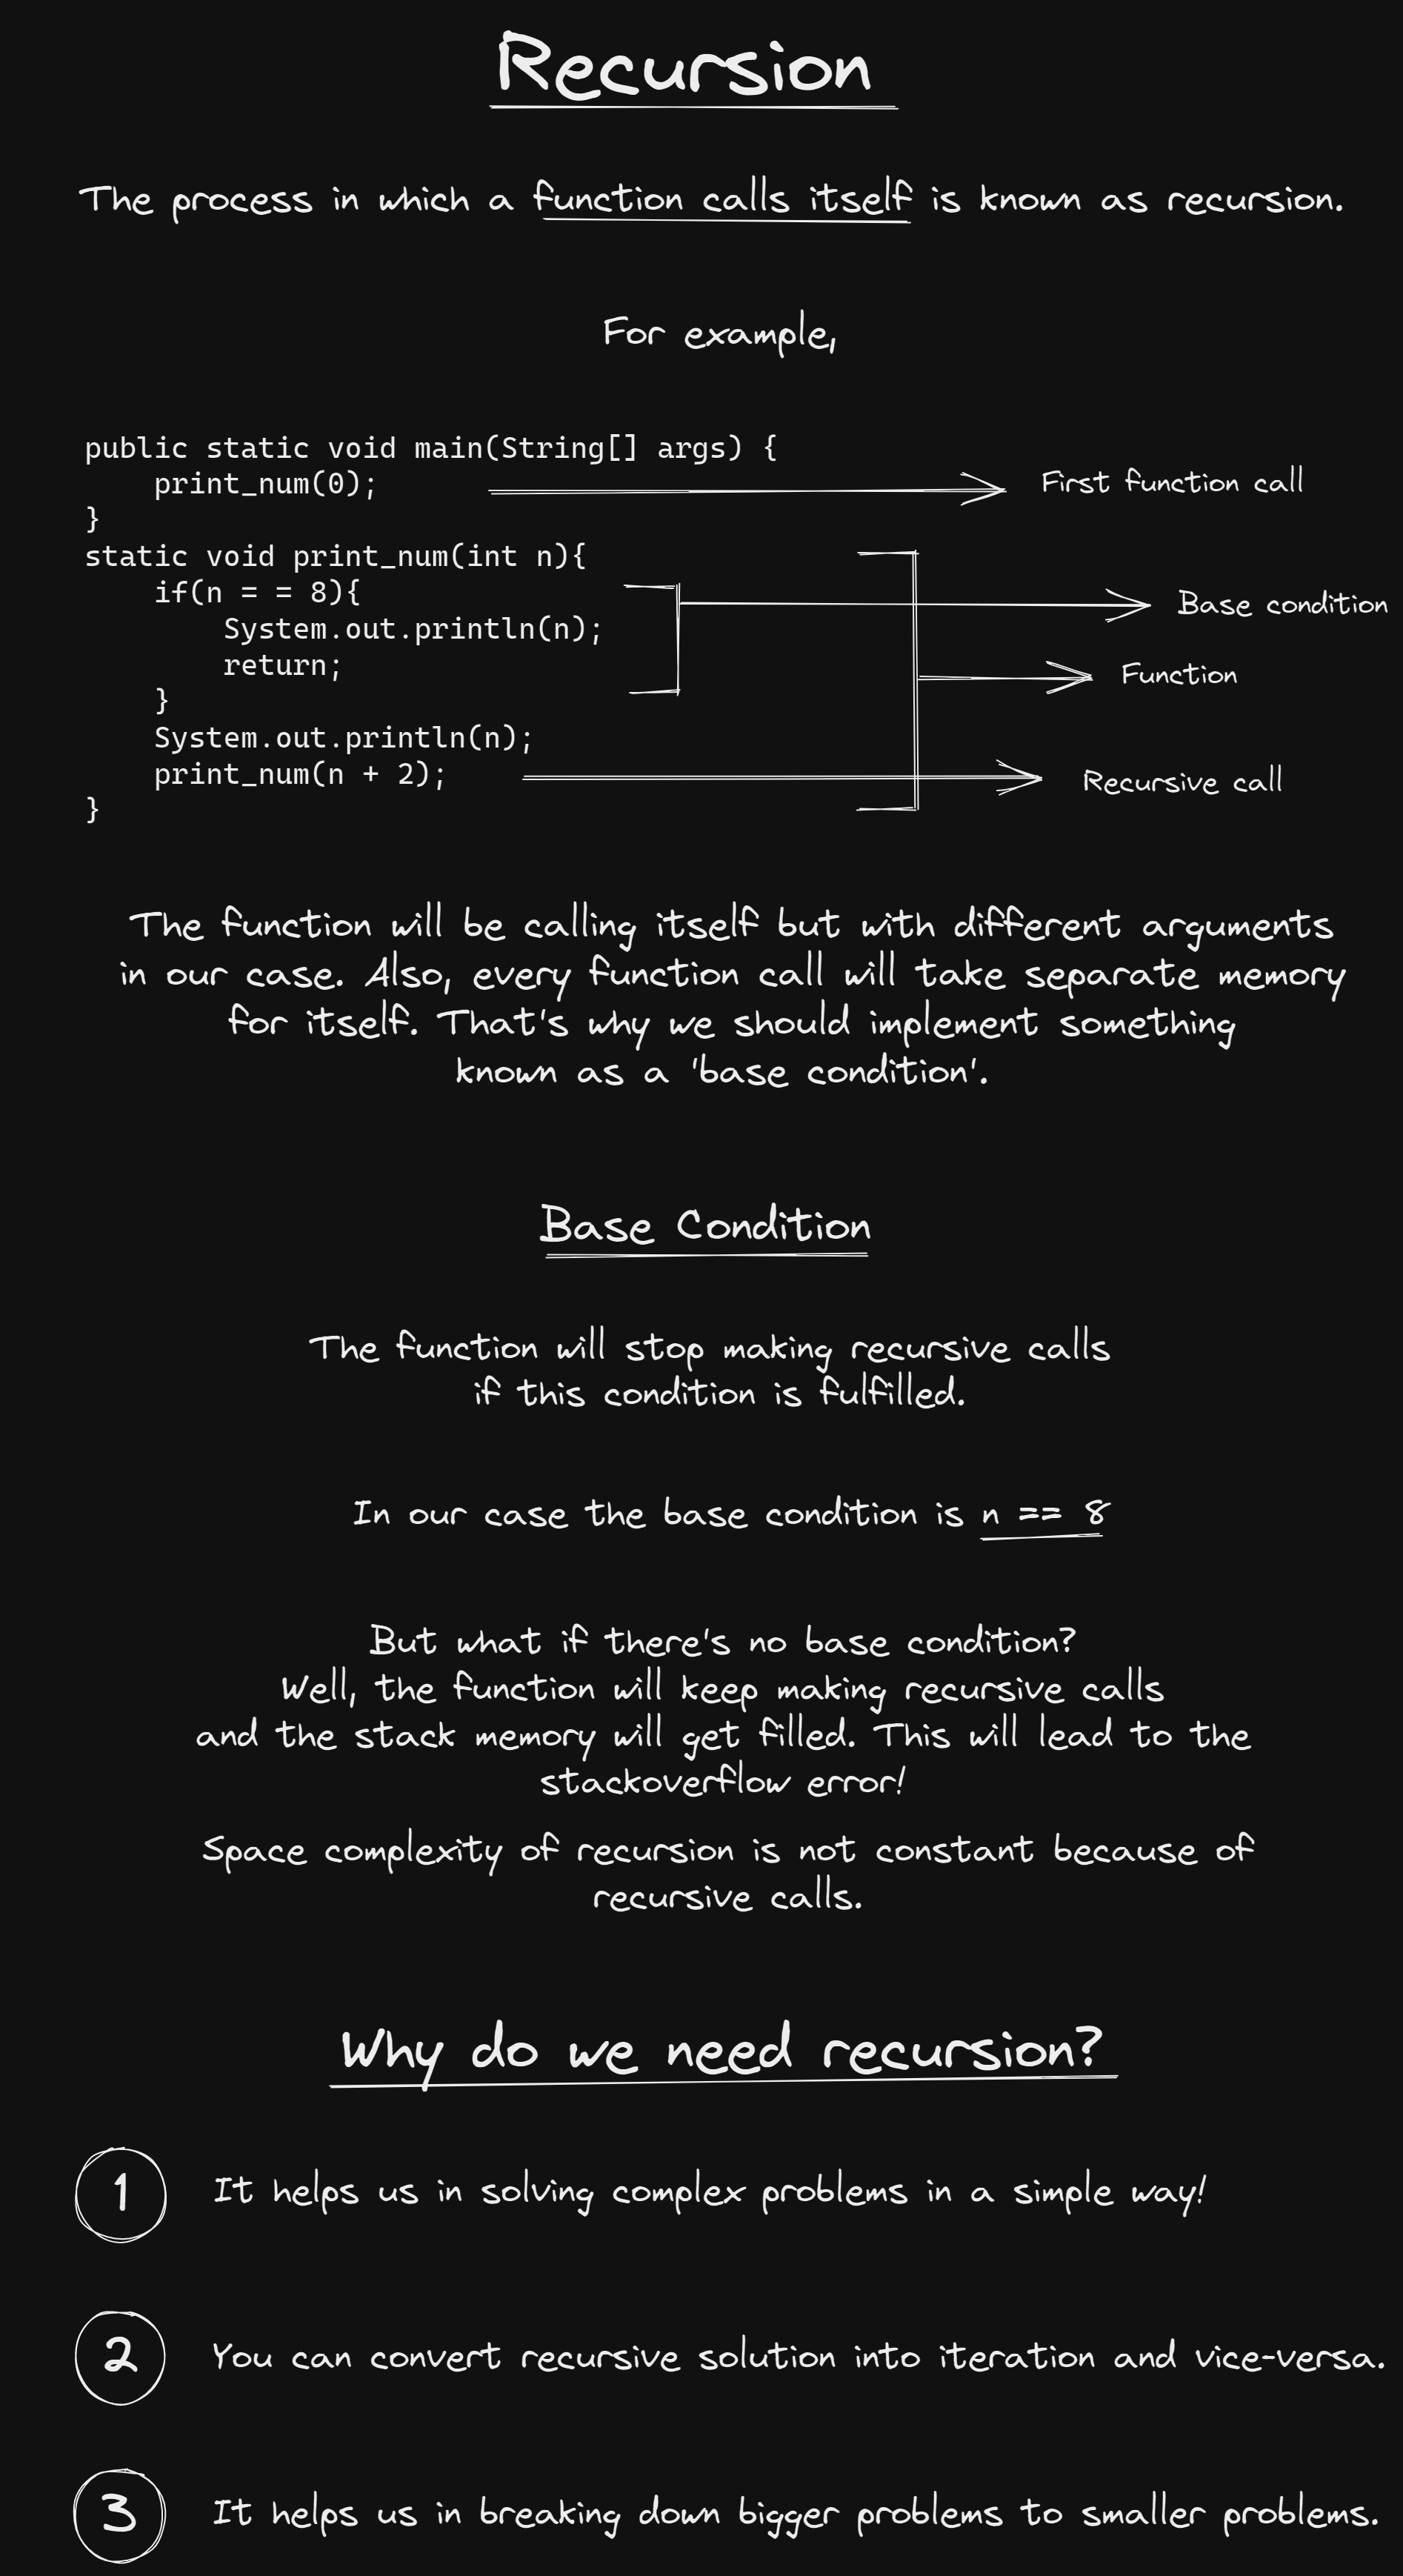 Recursion
The process in which a function calls itself is known as recursion.
For example,
public static void main(String[] args) {
print_num(0);
First function call
}
static void print_num(int n){
if(n = = 8){
Base condition
System.out.println(n);
return;
Function
}
System.out.println(n);
print_num(n + 2);
Recursive call
}
The function will be calling itself but with different arguments
in our case. Also, every function call will take separate memory
for itself. That's why we should implement something
known as a 'base condition'.
Base Condition
The function will stop making recursive calls
if this condition is fulfilled.
In our case the base condition is n == 8
But what if there's no base condition?
Well, the function will keep making recursive calls
and the stack memory will get filled. This will lead to the
stackoverflow error!
Space complexity of recursion is not constant because of
recursive calls.
Why do we need recursion?
1 It helps us in solving complex problems in a simple way!
2 You can convert recursive solution into iteration and vice-versa.
3 It helps us in breaking down bigger problems to smaller problems.